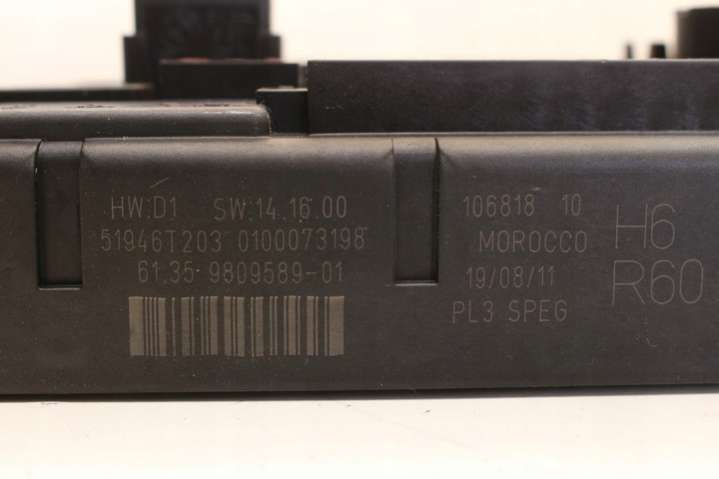 HW:D1 SW:14.16.00
51946T203 0100073198
61.35 9809589-01
106818 10
MOROCCO
19/08/11
PL3 SPEG
H6
R60